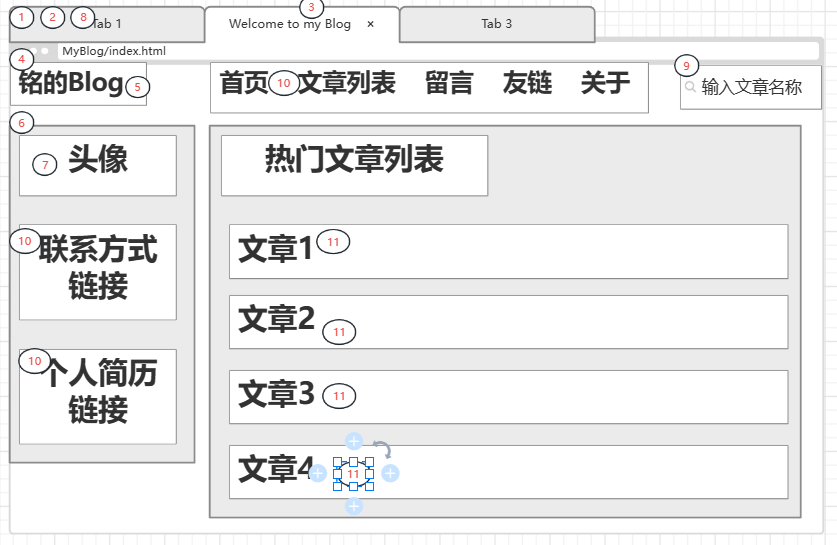 3
1 2 8 Tab 1 Welcome to my Blog × Tab 3
MyBlog/index.html
4
铭的Blog 5 首页 10 文章列表 留言 友链 关于 9 输入文章名称
6
7 头像 热门文章列表
10 联系方式
链接
文章1 11
文章2 11
10 个人简历
链接
文章3 11
文章4 11